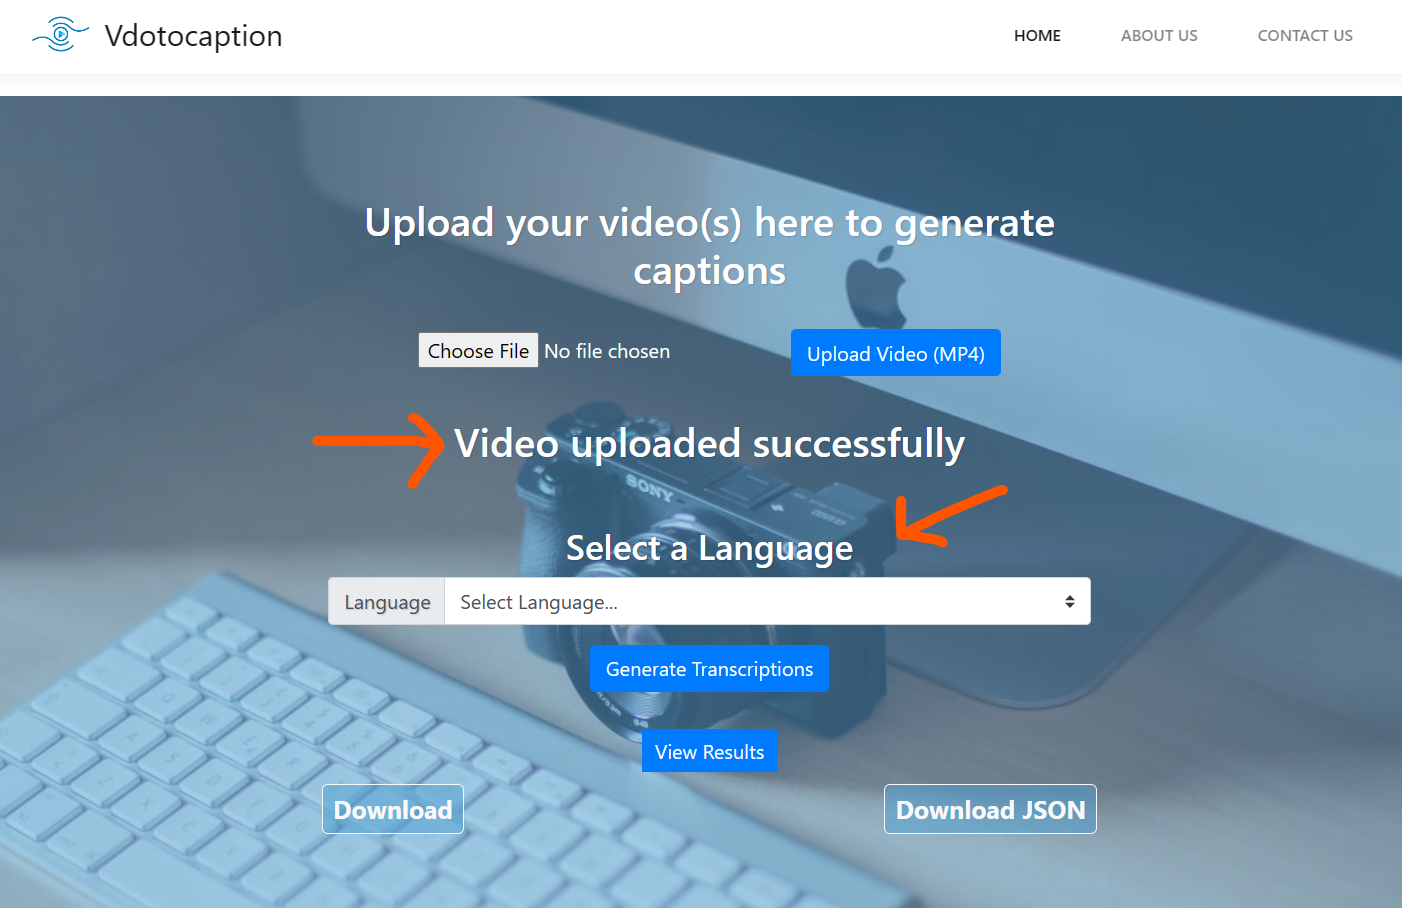 Vdotocaption
HOME
ABOUT US
CONTACT US
Upload your video(s) here to generate
captions
Choose File No file chosen
Upload Video (MP4)
Video uploaded successfully
SONY
Select a Language
Language
Select Language...
Generate Transcriptions
View Results
Download
Download JSON